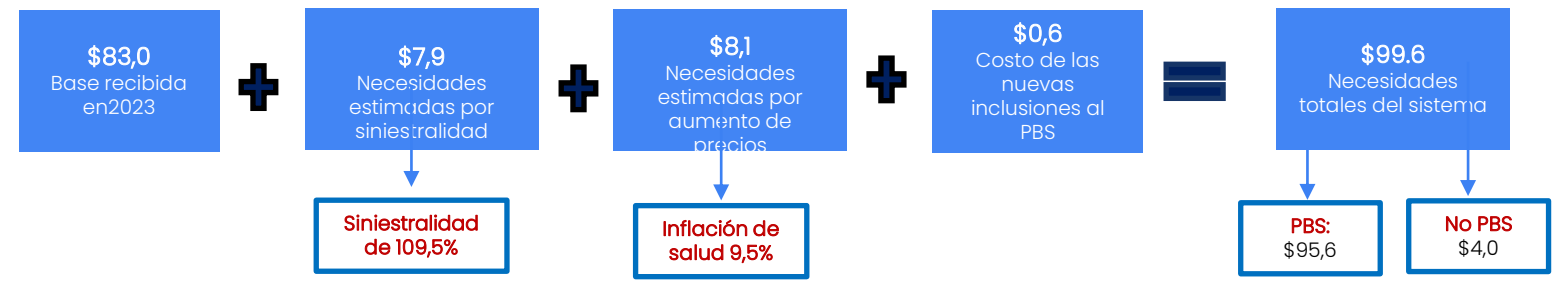 $83,0
Base recibida
en2023
$7,9
Necesidades
estimadas por
siniestralidad
$8,1
Necesidades
estimadas por
aumento de
precios
$0,6
Costo de las
nuevas
inclusiones al
PBS
$99.6
Necesidades
totales del sistema
Siniestralidad
de 109,5%
Inflación de
salud 9,5%
PBS:
$95,6
No PBS
$4,0